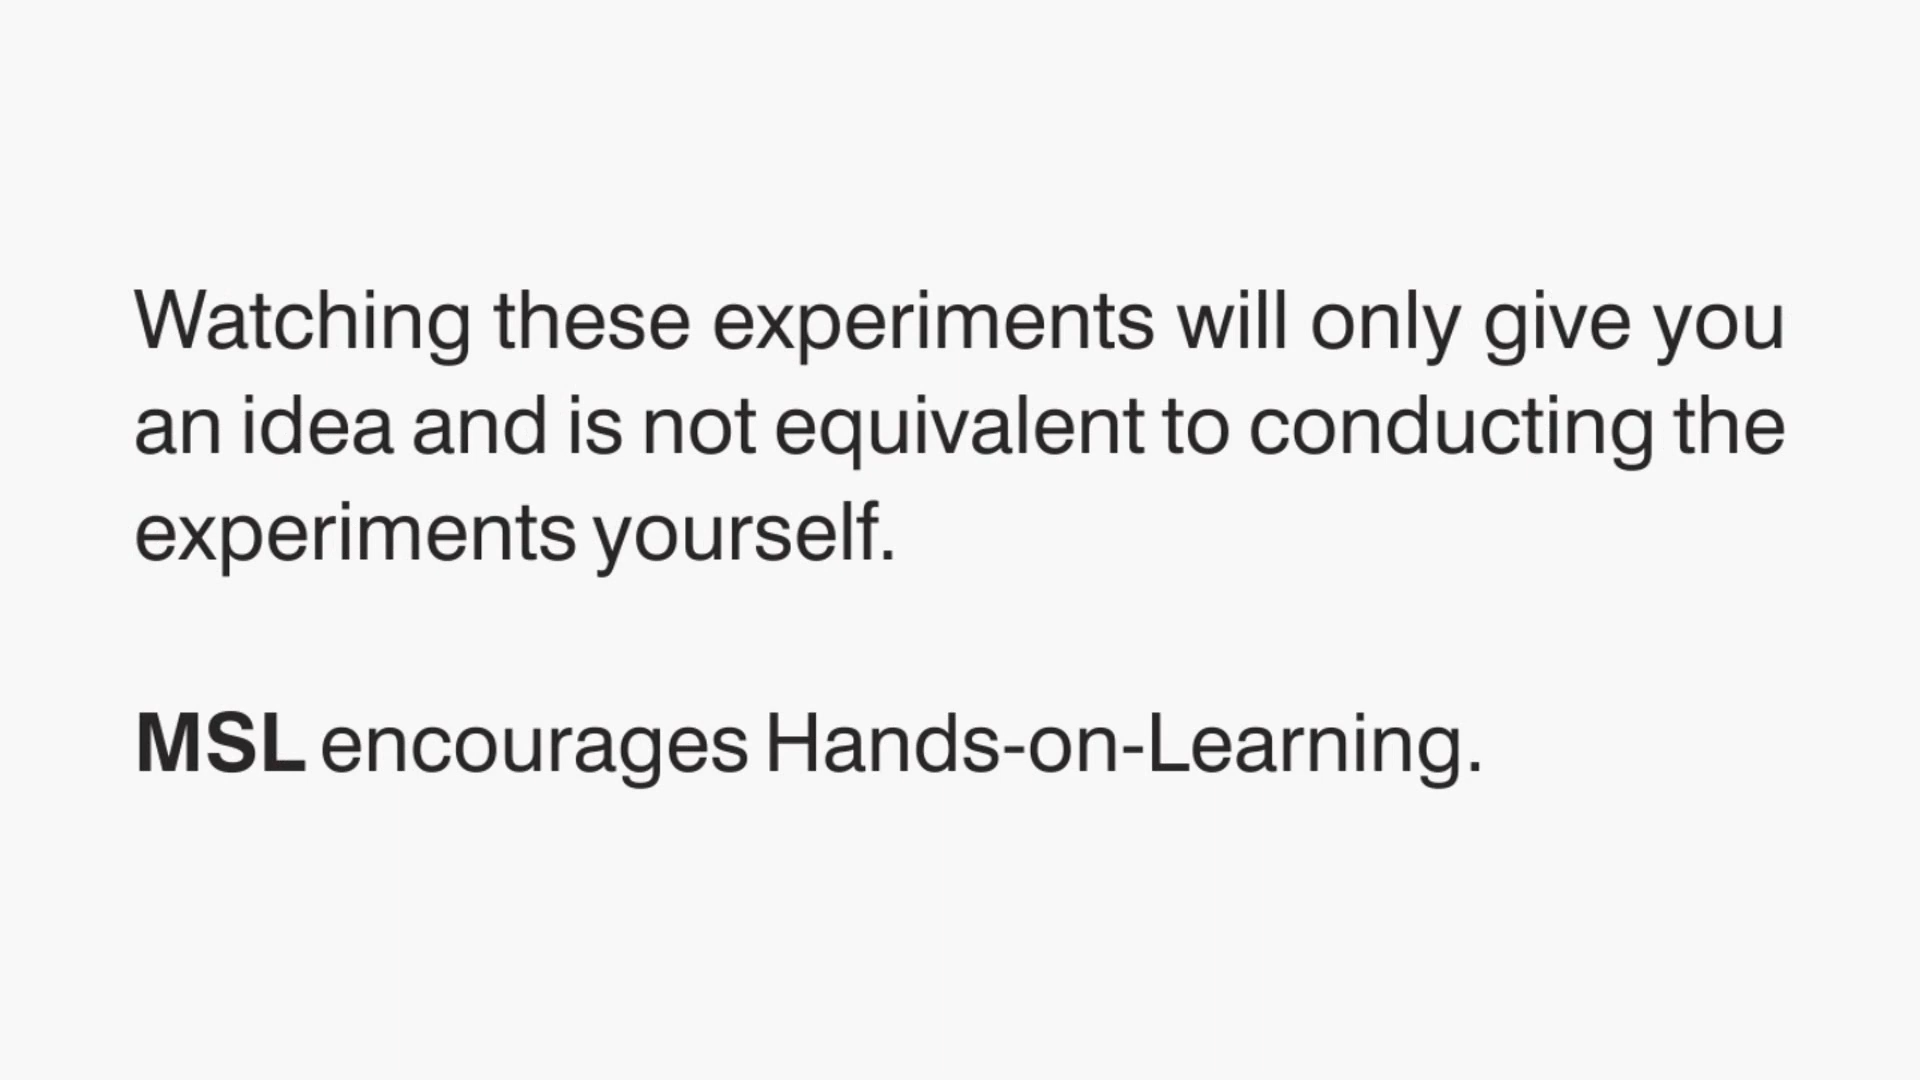 Watching these experiments will only give you
an idea and is not equivalent to conducting the
experiments yourself.
MSL encourages Hands-on-Learning.